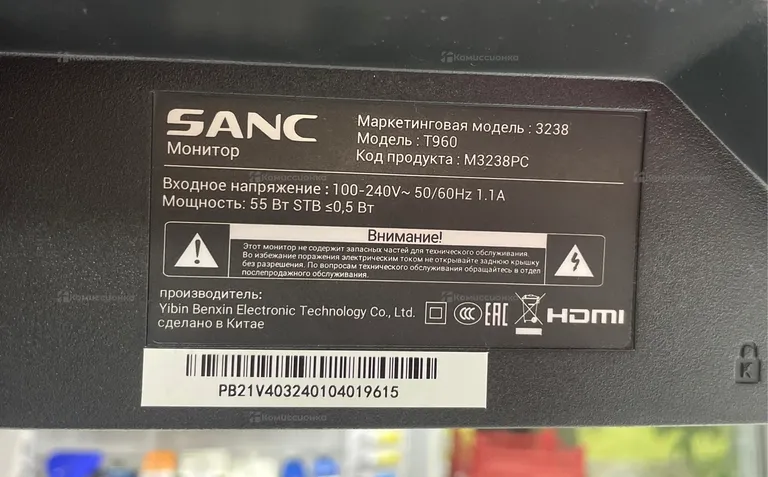 SANC
Монитор
Маркетинговая модель : 3238
Модель : T960
Код продукта : M3238PC
Входное напряжение : 100-240V~ 50/60Hz 1.1A
Мощность: 55 Вт STB ≤0,5 Вт
Внимание!
Этот монитор не содержит запасных частей для технического обслуживания.
Во избежание поражения электрическим током не открывайте заднюю крышку
без разрешения. По вопросам технического обслуживания обращайтесь в отдел
послепродажного обслуживания.
производитель:
Yibin Benxin Electronic Technology Co., Ltd.
сделано в Китае
CCC EAC HDMI
PB21V403240104019615
K
Комиссионка